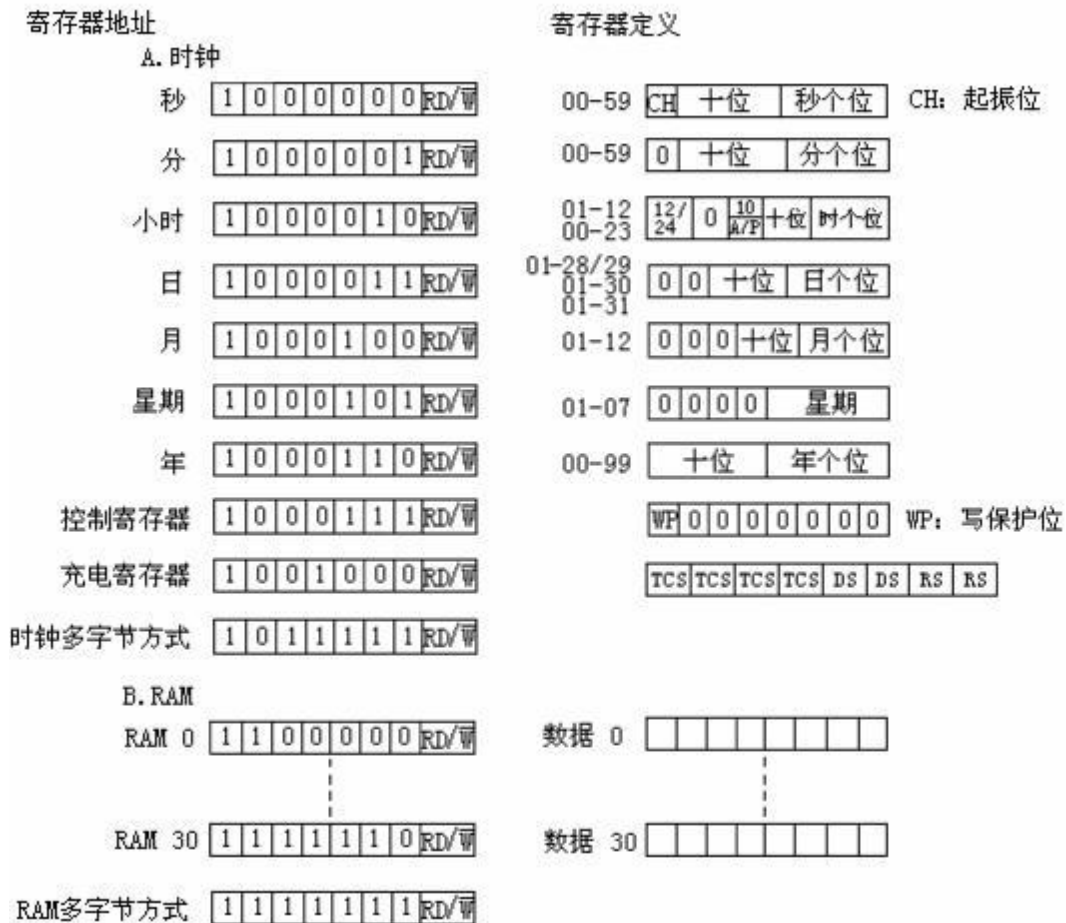 寄存器地址 寄存器定义
A.时钟
秒 1 0 0 0 0 0 0 RD/W̅ 00-59 CH 十位 秒个位 CH: 起振位
分 1 0 0 0 0 0 1 RD/W̅ 00-59 0 十位 分个位
小时 1 0 0 0 0 1 0 RD/W̅ 01-12 00-23 12/24 0 10 A/P 十位 时个位
日 1 0 0 0 0 1 1 RD/W̅ 01-28/29 01-30 01-31 0 0 十位 日个位
月 1 0 0 0 1 0 0 RD/W̅ 01-12 0 0 0 十位 月个位
星期 1 0 0 0 1 0 1 RD/W̅ 01-07 0 0 0 0 星期
年 1 0 0 0 1 1 0 RD/W̅ 00-99 十位 年个位
控制寄存器 1 0 0 0 1 1 1 RD/W̅ WP 0 0 0 0 0 0 0 WP: 写保护位
充电寄存器 1 0 0 1 0 0 0 RD/W̅ TCS TCS TCS TCS DS DS RS RS
时钟多字节方式 1 0 1 1 1 1 1 RD/W̅
B.RAM
RAM 0 1 1 0 0 0 0 0 RD/W̅ 数据 0
RAM 30 1 1 1 1 1 1 0 RD/W̅ 数据 30
RAM多字节方式 1 1 1 1 1 1 1 RD/W̅